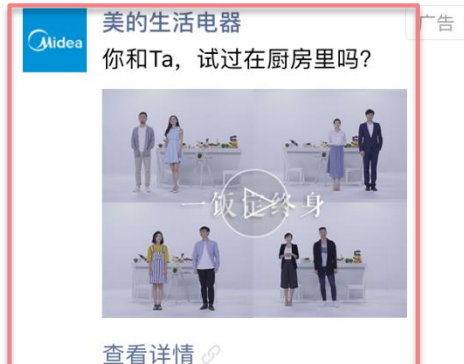 美的生活电器
广告
Midea
你和Ta，试过在厨房里吗？
一饭定终身
查看详情